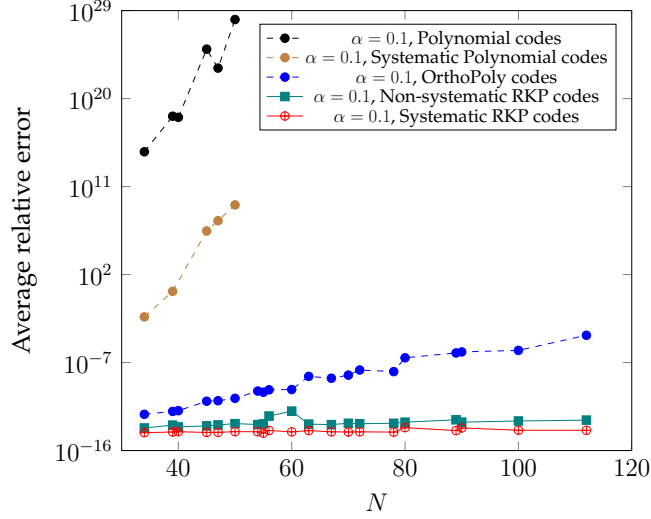 10^29
10^20
10^11
10^2
10^−7
10^−16
Average relative error
α = 0.1, Polynomial codes
α = 0.1, Systematic Polynomial codes
α = 0.1, OrthoPoly codes
α = 0.1, Non-systematic RKP codes
α = 0.1, Systematic RKP codes
40 60 80 100 120
N